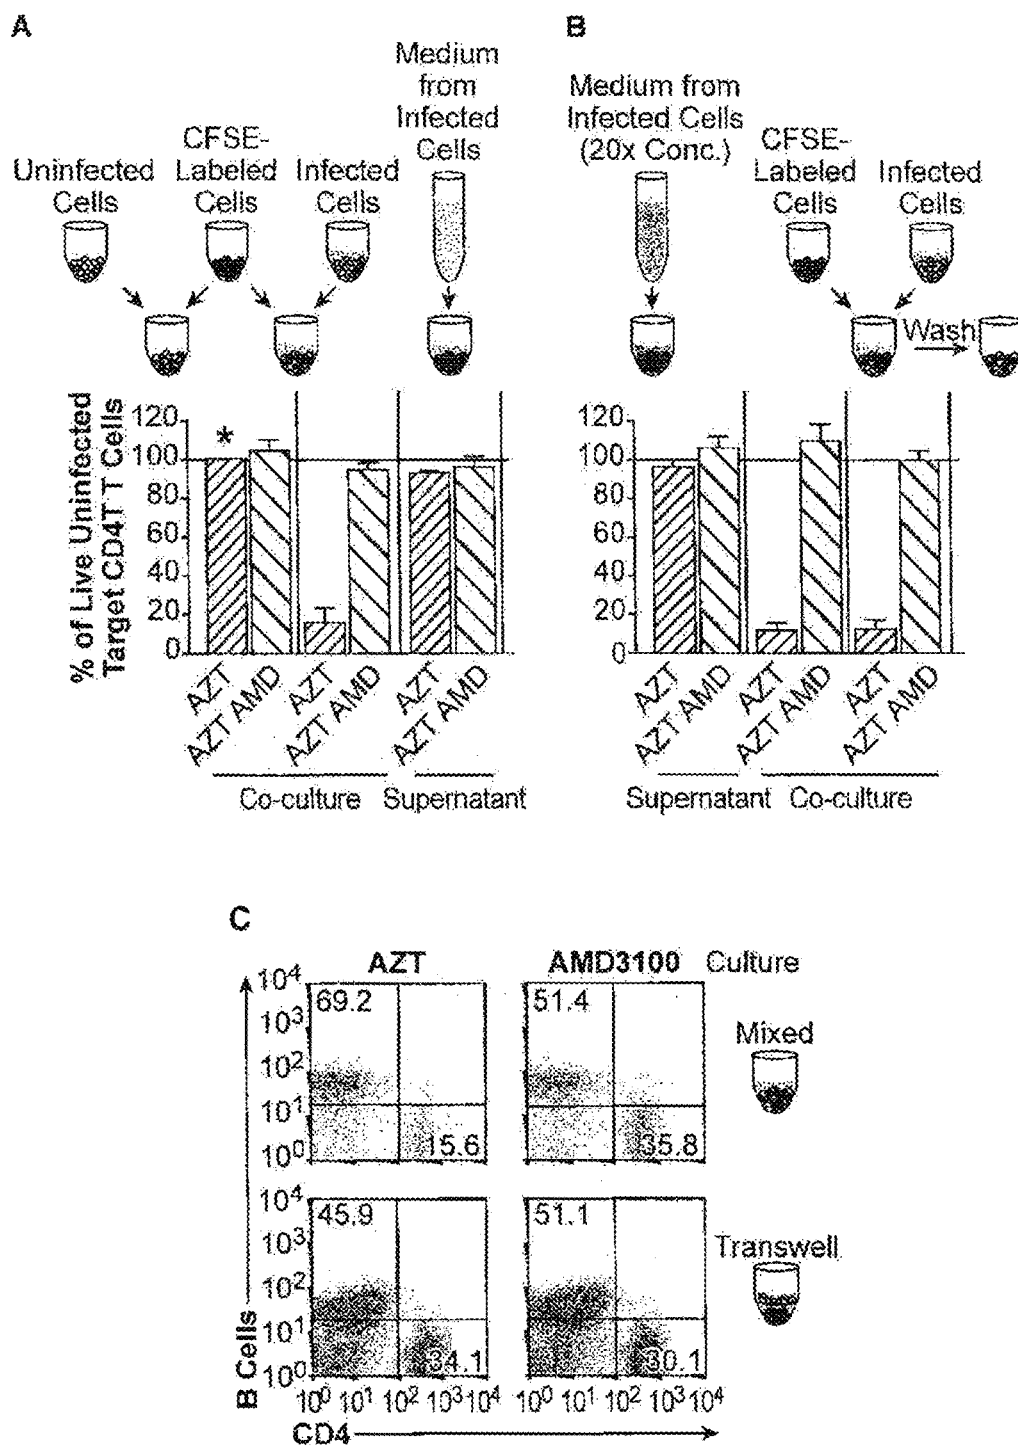 A
Uninfected
Cells
CFSE-
Labeled
Cells
Infected
Cells
Medium
from
Infected
Cells
% of Live Uninfected
Target CD4T T Cells
120
100
80
60
40
20
0
*
AZT
AZT AMD
AZT
AZT AMD
AZT
AZT AMD
Co-culture
Supernatant
B
Medium from
Infected Cells
(20x Conc.)
CFSE-
Labeled
Cells
Infected
Cells
Wash
120
100
80
60
40
20
0
AZT
AZT AMD
AZT
AZT AMD
AZT
AZT AMD
Supernatant
Co-culture
C
AZT
AMD3100
Culture
10⁴
10³
10²
10¹
10⁰
69.2
15.6
51.4
35.8
Mixed
10⁴
10³
10²
10¹
10⁰
45.9
34.1
51.1
30.1
Transwell
B Cells
10⁰ 10¹ 10² 10³ 10⁴
10⁰ 10¹ 10² 10³ 10⁴
CD4